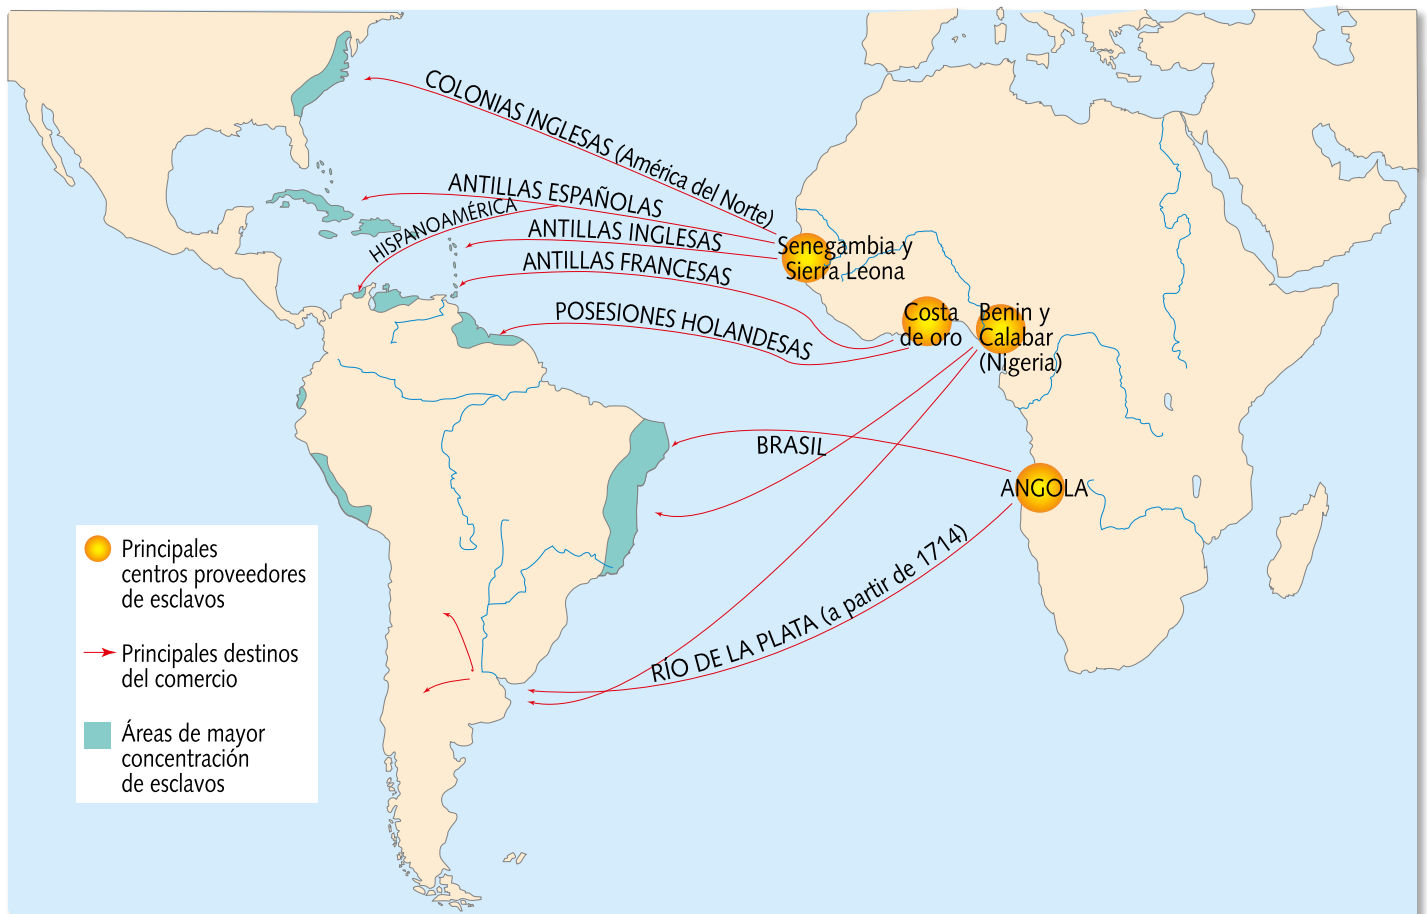 COLONIAS INGLESAS (América del Norte)
ANTILLAS ESPAÑOLAS
HISPANOAMÉRICA
ANTILLAS INGLESAS
ANTILLAS FRANCESAS
POSESIONES HOLANDESAS
Senegambia y
Sierra Leona
Costa
de oro
Benin y
Calabar
(Nigeria)
BRASIL
ANGOLA
RÍO DE LA PLATA (a partir de 1714)
Principales
centros proveedores
de esclavos
Principales destinos
del comercio
Áreas de mayor
concentración
de esclavos